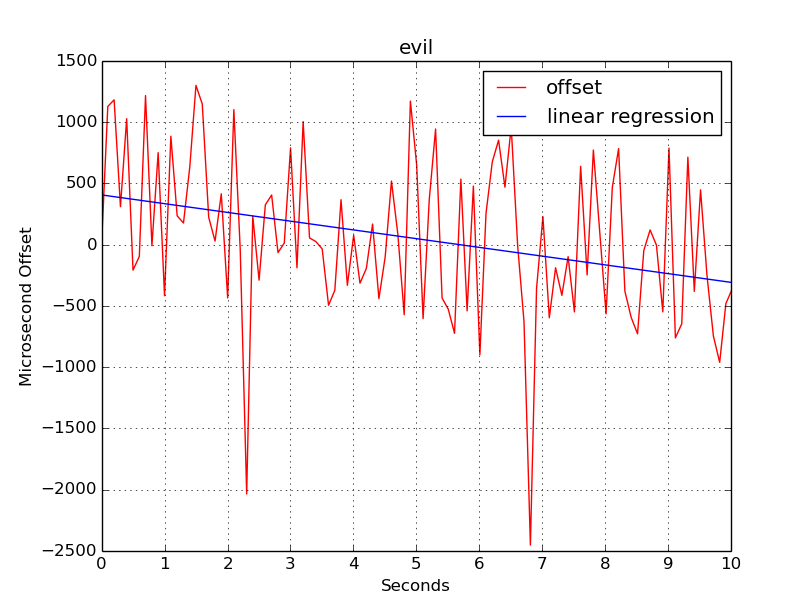 evil
offset
linear regression
1500
1000
500
0
−500
−1000
−1500
−2000
−2500
Microsecond Offset
0 1 2 3 4 5 6 7 8 9 10
Seconds